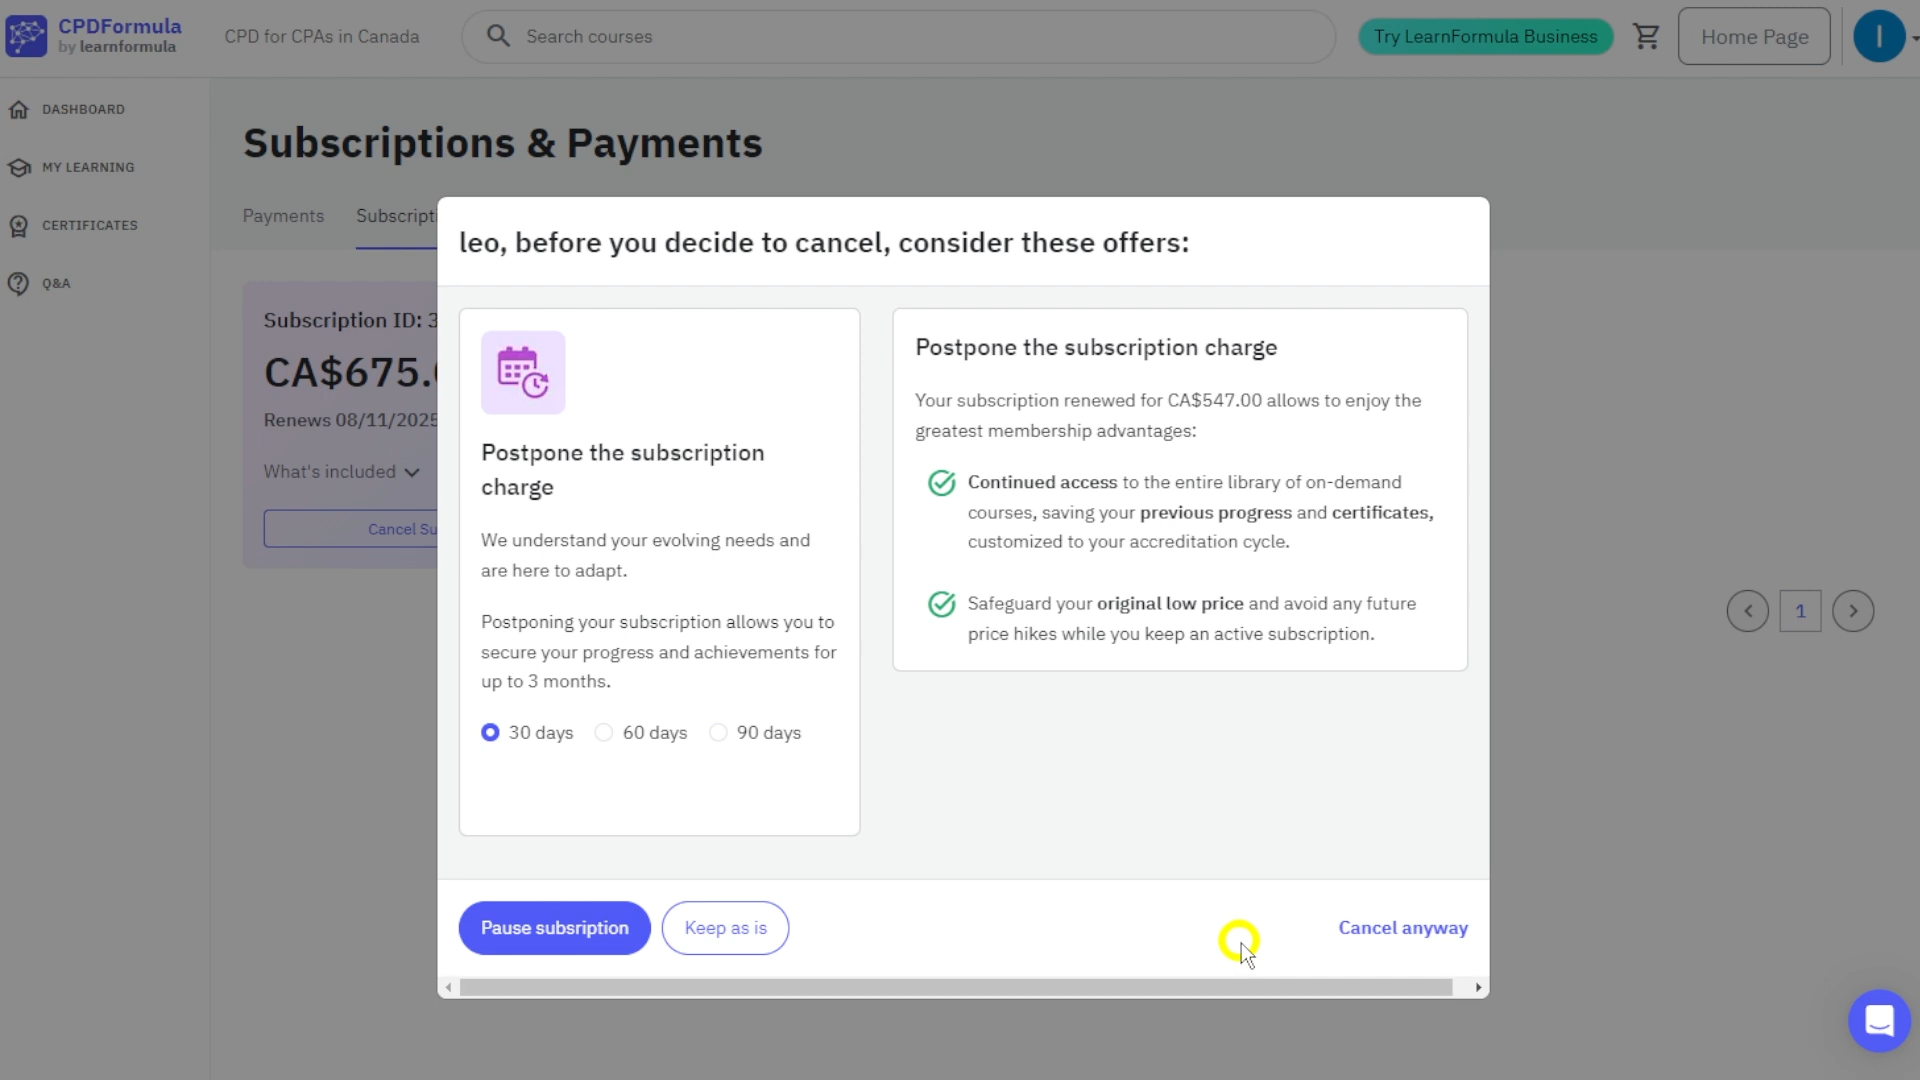 CPDFormula
by learnformula
CPD for CPAs in Canada
Search courses
Try LearnFormula Business
Home Page
I
DASHBOARD
MY LEARNING
CERTIFICATES
Q&A
Subscriptions & Payments
Payments
Subscripti
Subscription ID: 3
CA$675.
Renews 08/11/2025
What's included
Cancel Su
leo, before you decide to cancel, consider these offers:
Postpone the subscription
charge
We understand your evolving needs and
are here to adapt.
Postponing your subscription allows you to
secure your progress and achievements for
up to 3 months.
30 days
60 days
90 days
Postpone the subscription charge
Your subscription renewed for CA$547.00 allows to enjoy the
greatest membership advantages:
Continued access to the entire library of on-demand
courses, saving your previous progress and certificates,
customized to your accreditation cycle.
Safeguard your original low price and avoid any future
price hikes while you keep an active subscription.
1
Pause subsription
Keep as is
Cancel anyway